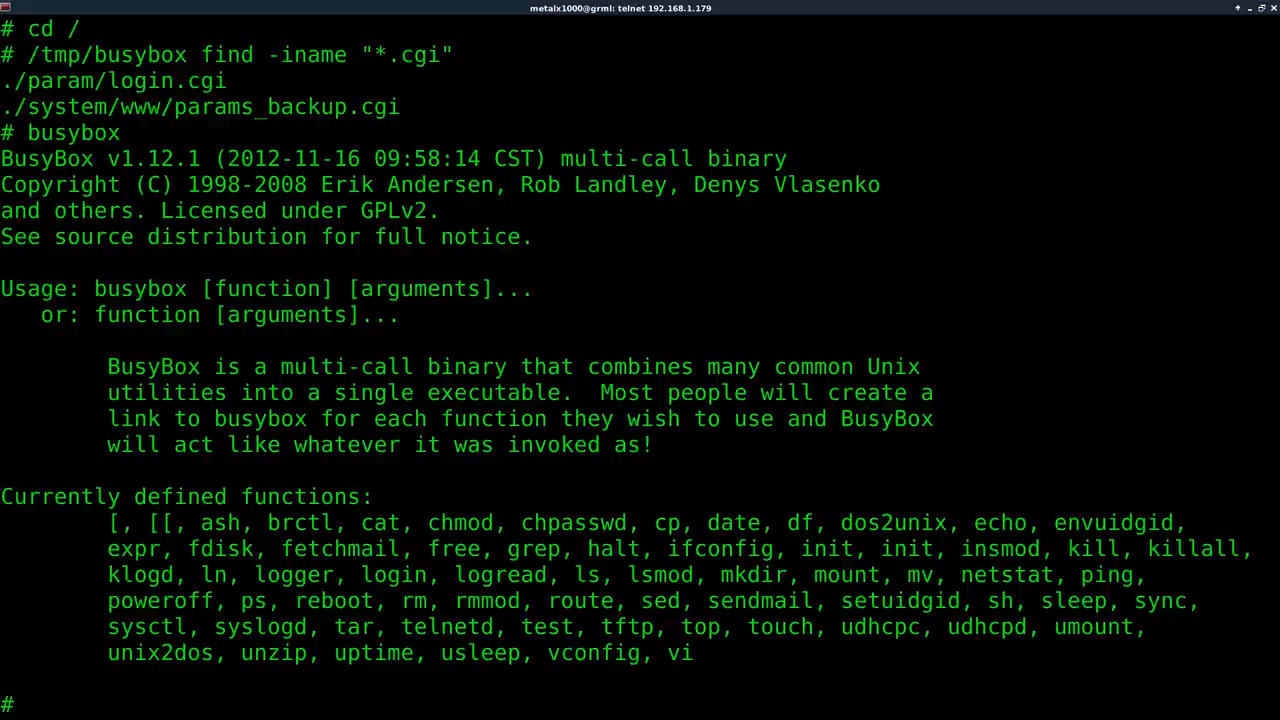 metalx1000@grml: telnet 192.168.1.179
# cd /
# /tmp/busybox find -iname "*.cgi"
./param/login.cgi
./system/www/params_backup.cgi
# busybox
BusyBox v1.12.1 (2012-11-16 09:58:14 CST) multi-call binary
Copyright (C) 1998-2008 Erik Andersen, Rob Landley, Denys Vlasenko
and others. Licensed under GPLv2.
See source distribution for full notice.
Usage: busybox [function] [arguments]...
or: function [arguments]...
BusyBox is a multi-call binary that combines many common Unix
utilities into a single executable.  Most people will create a
link to busybox for each function they wish to use and BusyBox
will act like whatever it was invoked as!
Currently defined functions:
[, [[, ash, brctl, cat, chmod, chpasswd, cp, date, df, dos2unix, echo, envuidgid,
expr, fdisk, fetchmail, free, grep, halt, ifconfig, init, init, insmod, kill, killall,
klogd, ln, logger, login, logread, ls, lsmod, mkdir, mount, mv, netstat, ping,
poweroff, ps, reboot, rm, rmmod, route, sed, sendmail, setuidgid, sh, sleep, sync,
sysctl, syslogd, tar, telnetd, test, tftp, top, touch, udhcpc, udhcpd, umount,
unix2dos, unzip, uptime, usleep, vconfig, vi
#